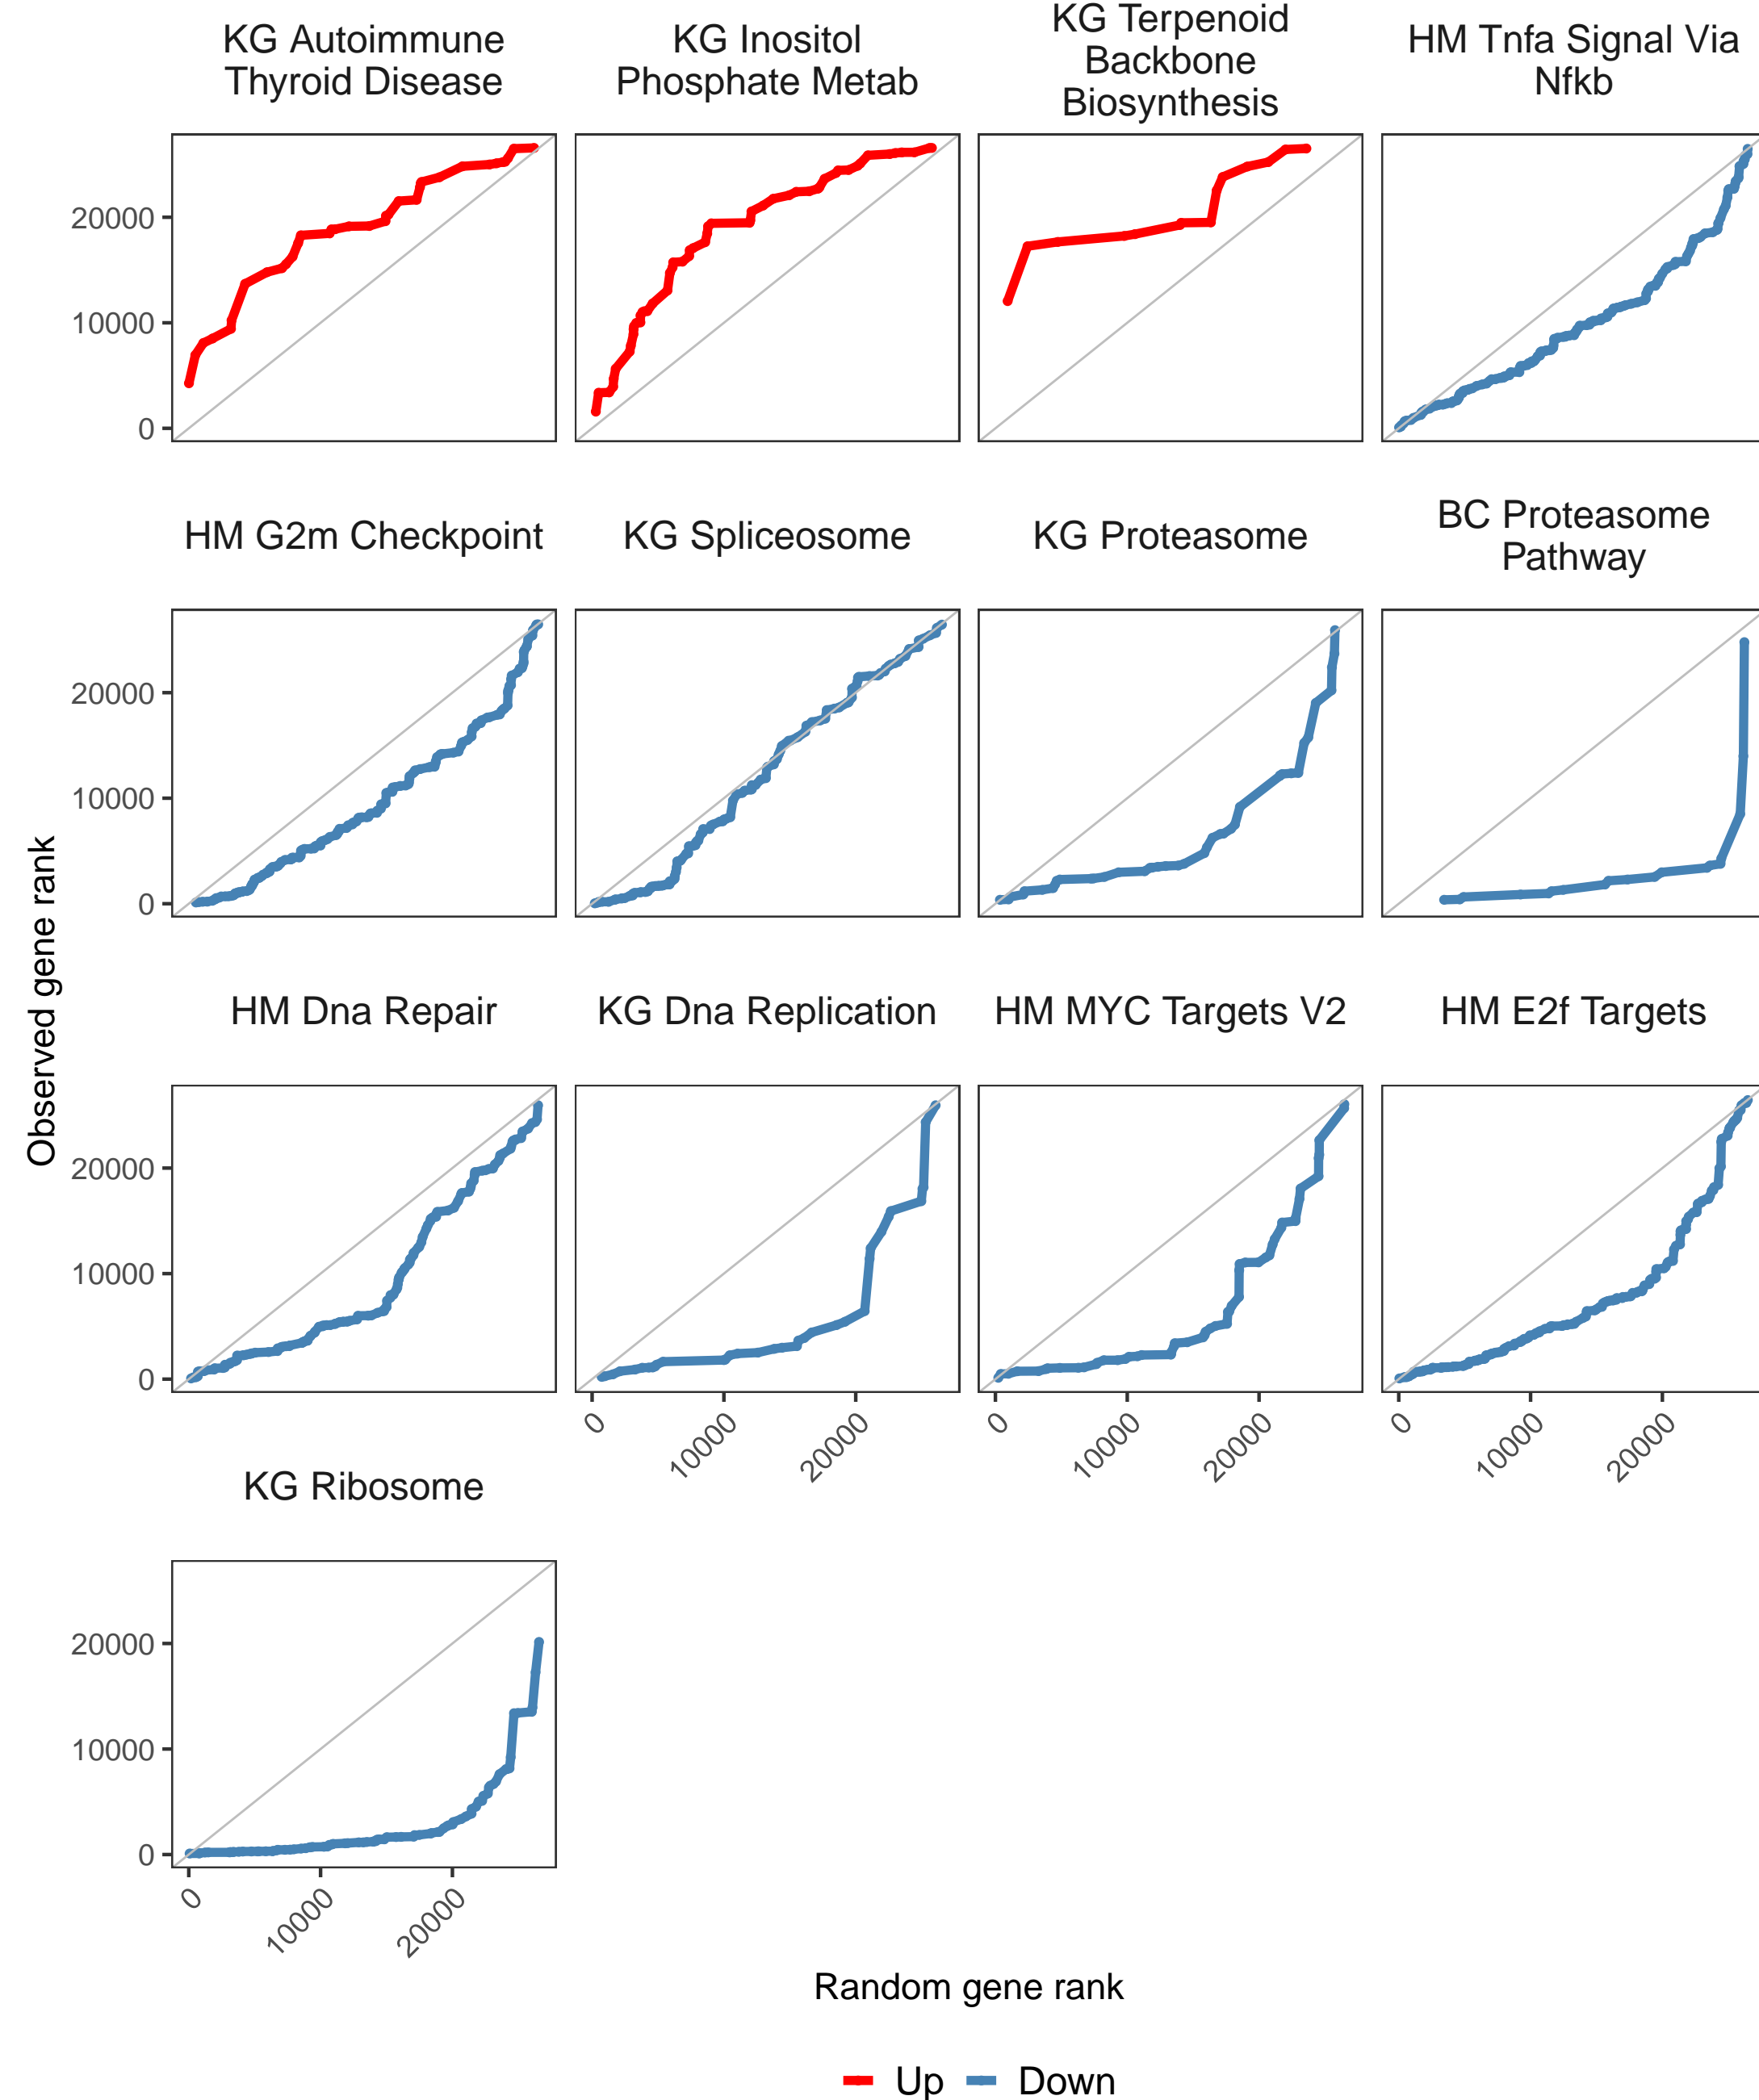 KG Autoimmune
Thyroid Disease
KG Inositol
Phosphate Metab
KG Terpenoid
Backbone
Biosynthesis
HM Tnfa Signal Via
Nfkb
20000
10000
0
HM G2m Checkpoint
KG Spliceosome
KG Proteasome
BC Proteasome
Pathway
20000
10000
0
HM Dna Repair
KG Dna Replication
HM MYC Targets V2
HM E2f Targets
20000
10000
0
0
10000
20000
0
10000
20000
0
10000
20000
KG Ribosome
20000
10000
0
0
10000
20000
Observed gene rank
Random gene rank
Up
Down